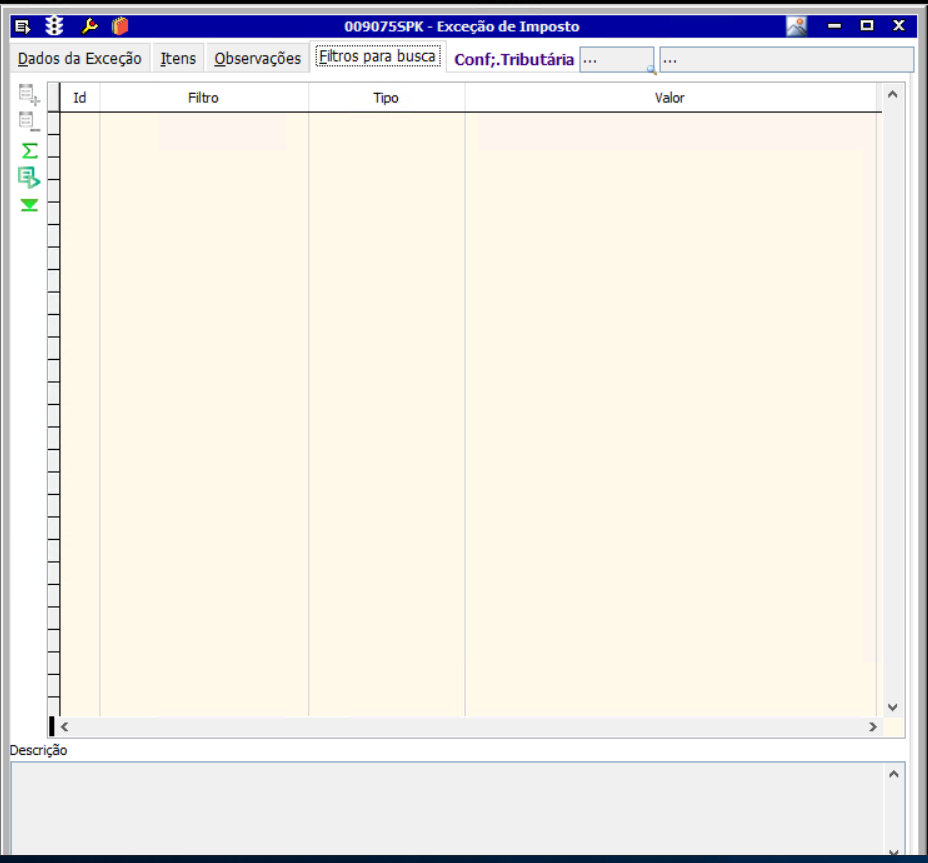 009075SPK - Exceção de Imposto
Dados da Exceção Itens Observações Filtros para busca Conf;.Tributária ... ...
Id Filtro Tipo Valor
Descrição